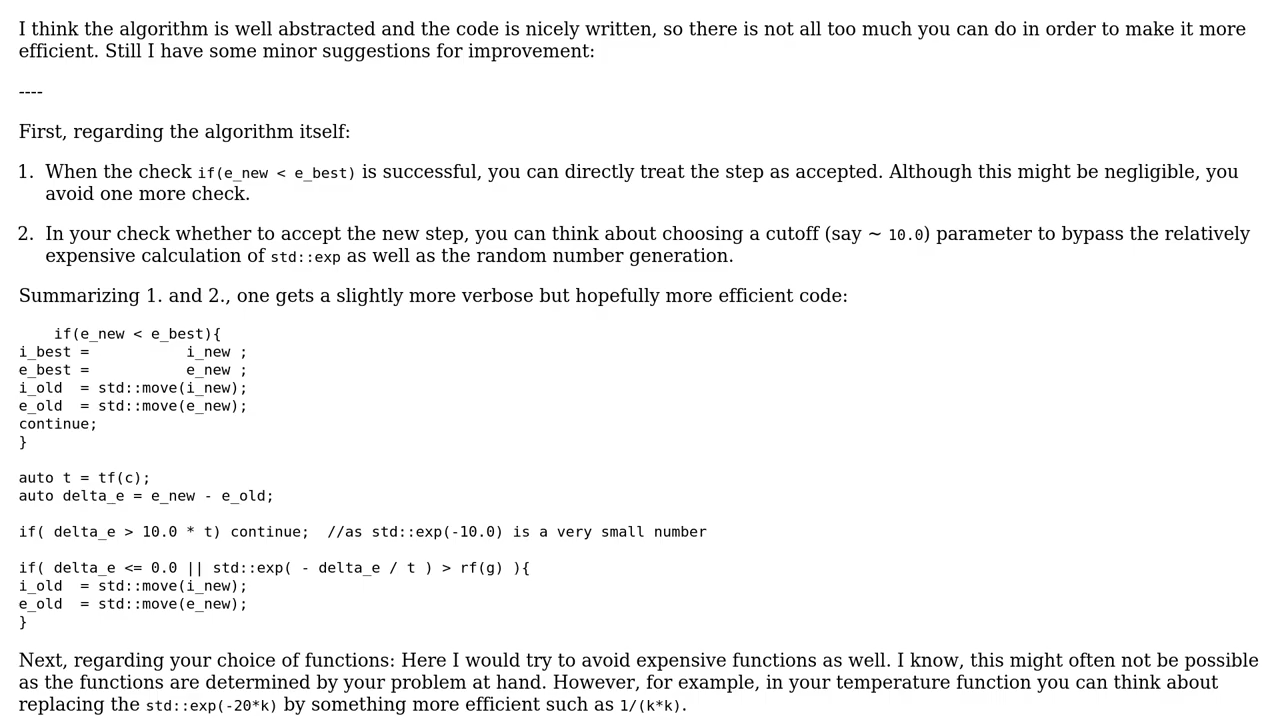 I think the algorithm is well abstracted and the code is nicely written, so there is not all too much you can do in order to make it more
efficient. Still I have some minor suggestions for improvement:
----
First, regarding the algorithm itself:
1. When the check if(e_new < e_best) is successful, you can directly treat the step as accepted. Although this might be negligible, you
avoid one more check.
2. In your check whether to accept the new step, you can think about choosing a cutoff (say ~ 10.0) parameter to bypass the relatively
expensive calculation of std::exp as well as the random number generation.
Summarizing 1. and 2., one gets a slightly more verbose but hopefully more efficient code:
    if(e_new < e_best){
i_best =           i_new ;
e_best =           e_new ;
i_old  = std::move(i_new);
e_old  = std::move(e_new);
continue;
}
auto t = tf(c);
auto delta_e = e_new - e_old;
if( delta_e > 10.0 * t) continue;  //as std::exp(-10.0) is a very small number
if( delta_e <= 0.0 || std::exp( - delta_e / t ) > rf(g) ){
i_old  = std::move(i_new);
e_old  = std::move(e_new);
}
Next, regarding your choice of functions: Here I would try to avoid expensive functions as well. I know, this might often not be possible
as the functions are determined by your problem at hand. However, for example, in your temperature function you can think about
replacing the std::exp(-20*k) by something more efficient such as 1/(k*k).